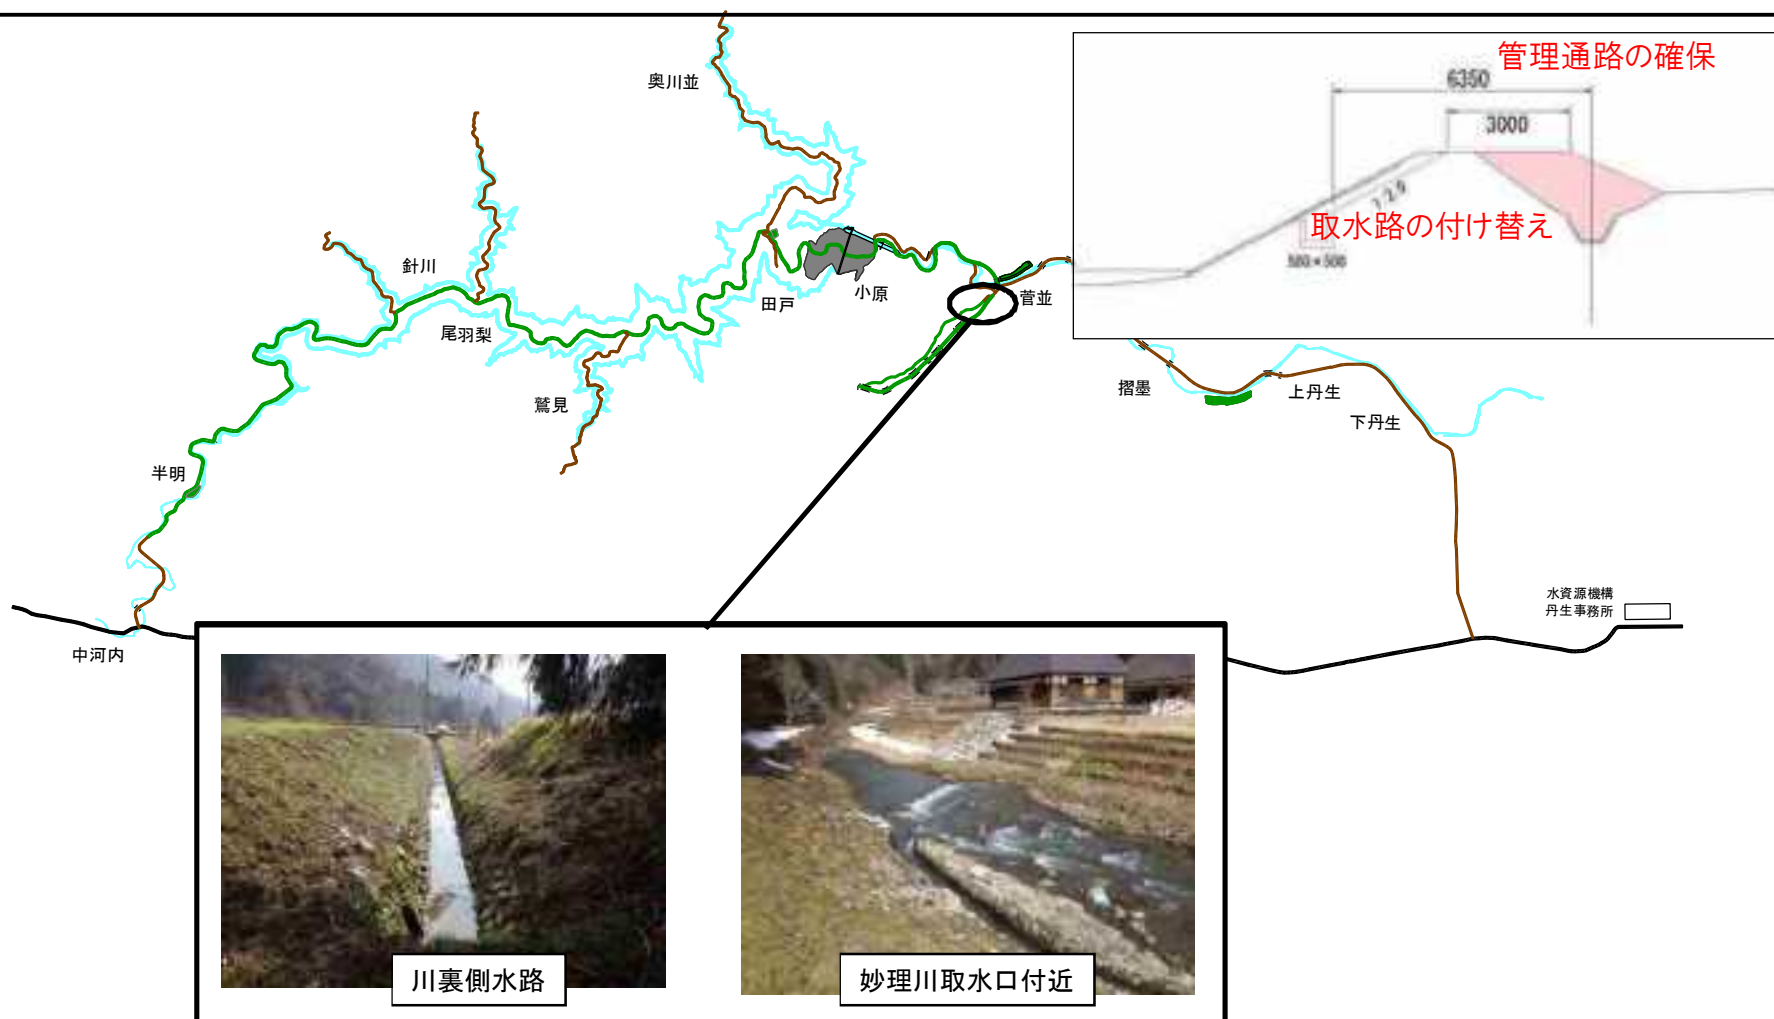 管理通路の確保
6350
3000
1:2.0
取水路の付け替え
奥川並
針川
尾羽梨
鷲見
田戸
小原
菅並
摺墨
上丹生
下丹生
半明
中河内
水資源機構
丹生事務所
川裏側水路
妙理川取水口付近